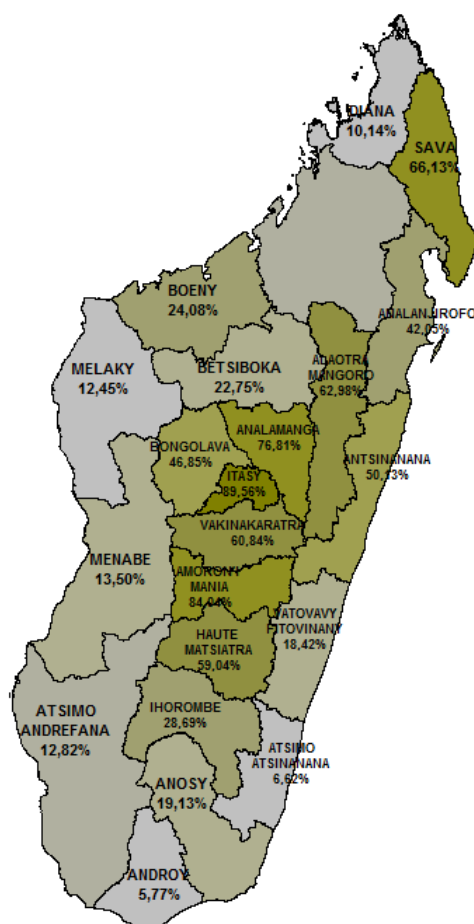 DIANA
10,14%
SAVA
66,13%
BOENY
24,08%
ANALANJIROFO
42,05%
MELAKY
12,45%
BETSIBOKA
22,75%
ALAOTRA
MANGORO
62,98%
BONGOLAVA
46,85%
ANALAMANGA
76,81%
ANTSINANANA
50,13%
ITASY
89,56%
VAKINAKARATRA
60,84%
MENABE
13,50%
AMORONY
MANIA
84,04%
VATOVAVY
FITOVINANY
18,42%
HAUTE
MATSIATRA
59,04%
ATSIMO
ANDREFANA
12,82%
IHOROMBE
28,69%
ATSIMO
ATSINANANA
6,62%
ANOSY
19,13%
ANDROY
5,77%